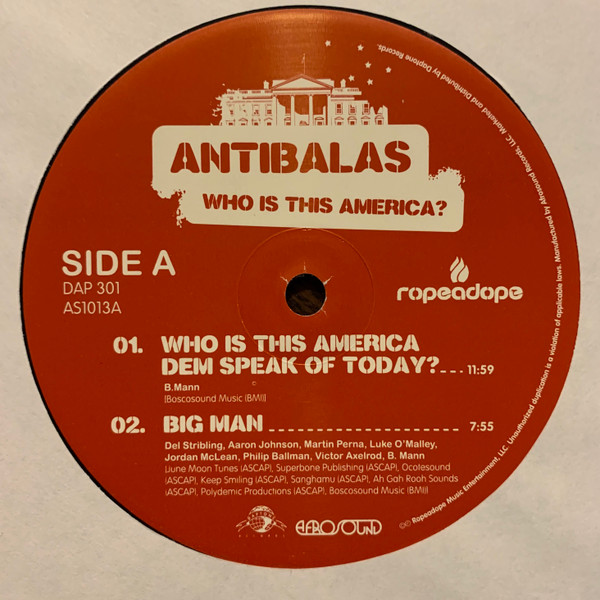 ANTIBALAS
WHO IS THIS AMERICA?
SIDE A
DAP 301
AS1013A
ropeadope
01. WHO IS THIS AMERICA
DEM SPEAK OF TODAY? 11:59
B.Mann
(Boscosound Music (BMI))
02. BIG MAN 7:55
Del Stribling, Aaron Johnson, Martin Perna, Luke O'Malley,
Jordan McLean, Philip Ballman, Victor Axelrod, B. Mann
(June Moon Tunes (ASCAP), Superbone Publishing (ASCAP), Ocotesound
(ASCAP), Keep Smiling (ASCAP), Sanghamu (ASCAP), Ah Gah Rooh Sounds
(ASCAP), Polydemic Productions (ASCAP), Boscosound Music (BMI))
AFROSOUND
©℗ Ropeadope Music Entertainment, LLC. Unauthorized duplication is a violation of applicable laws. Manufactured by Afrosound Records, LLC. Marketed and Distributed by Daptone Records.